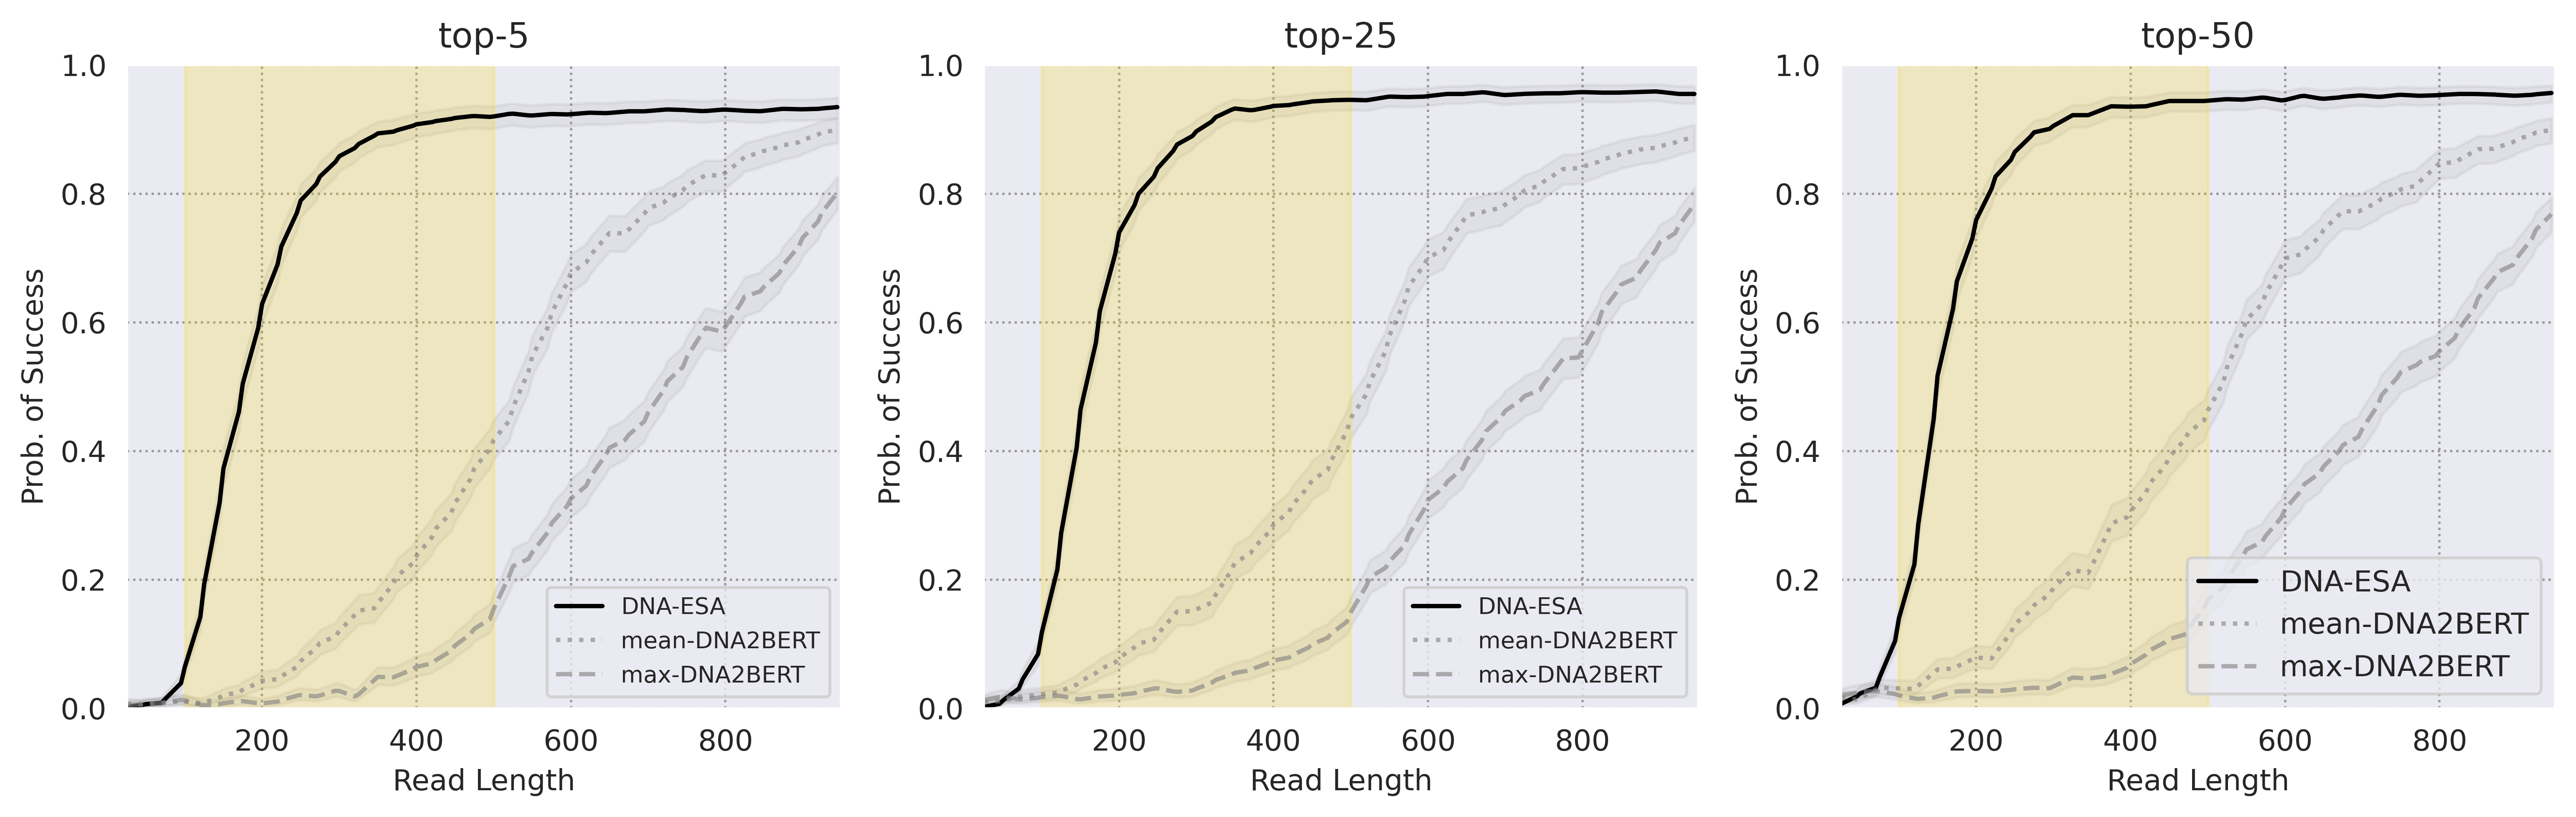 top-5
1.0
0.8
0.6
0.4
0.2
0.0
Prob. of Success
200 400 600 800
Read Length
DNA-ESA
mean-DNA2BERT
max-DNA2BERT
top-25
1.0
0.8
0.6
0.4
0.2
0.0
Prob. of Success
200 400 600 800
Read Length
DNA-ESA
mean-DNA2BERT
max-DNA2BERT
top-50
1.0
0.8
0.6
0.4
0.2
0.0
Prob. of Success
200 400 600 800
Read Length
DNA-ESA
mean-DNA2BERT
max-DNA2BERT